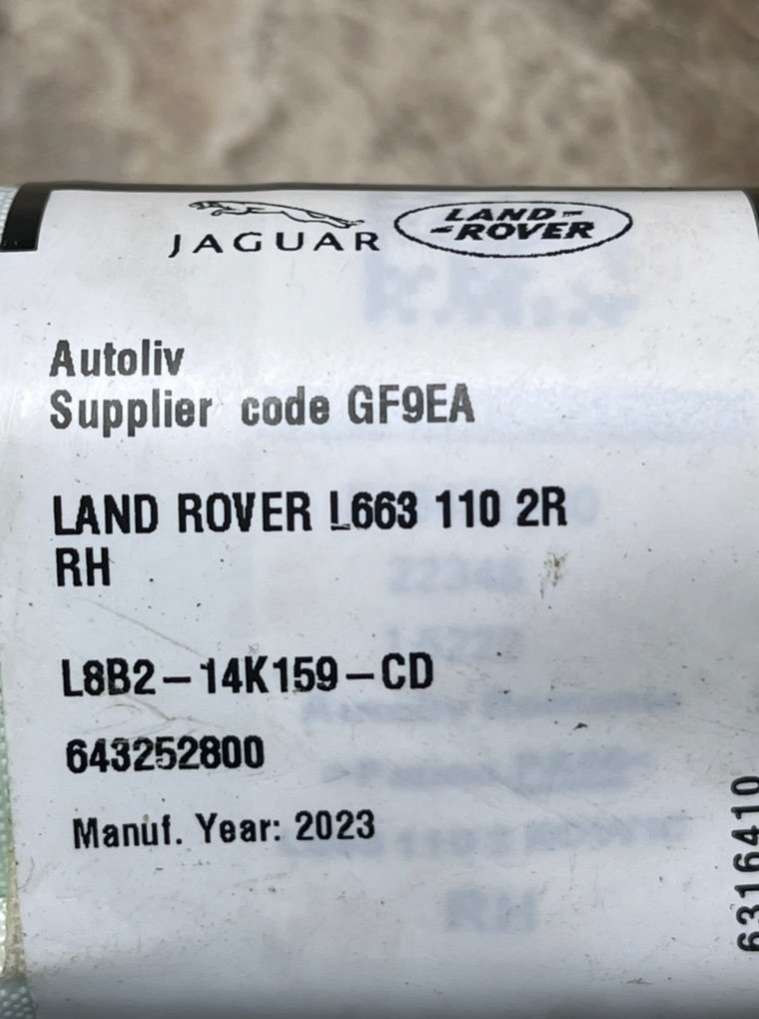 JAGUAR
LAND-
-ROVER
Autoliv
Supplier code GF9EA
LAND ROVER L663 110 2R
RH
L8B2-14K159-CD
643252800
Manuf. Year: 2023
6316410